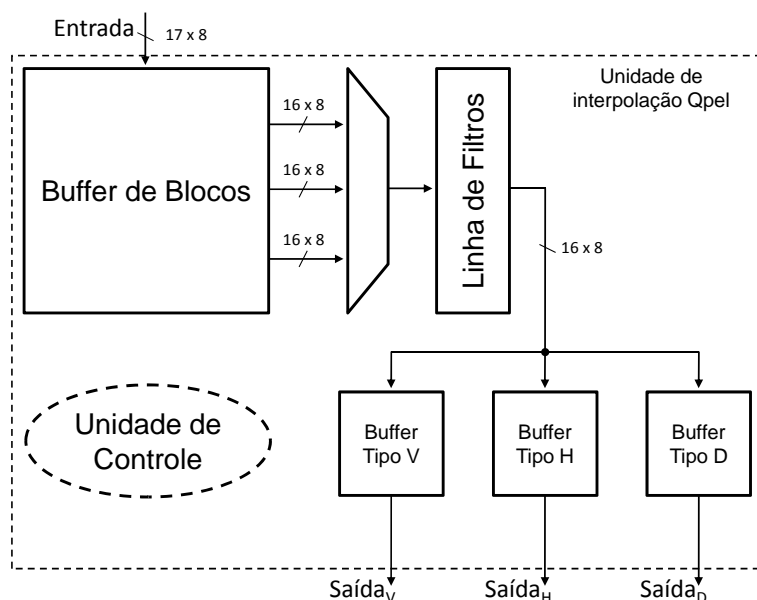 Entrada
17 x 8
Unidade de
interpolação Qpel
16 x 8
16 x 8
16 x 8
Buffer de Blocos
Linha de Filtros
16 x 8
Unidade de
Controle
Buffer
Tipo V
Buffer
Tipo H
Buffer
Tipo D
SaídaV
SaídaH
SaídaD